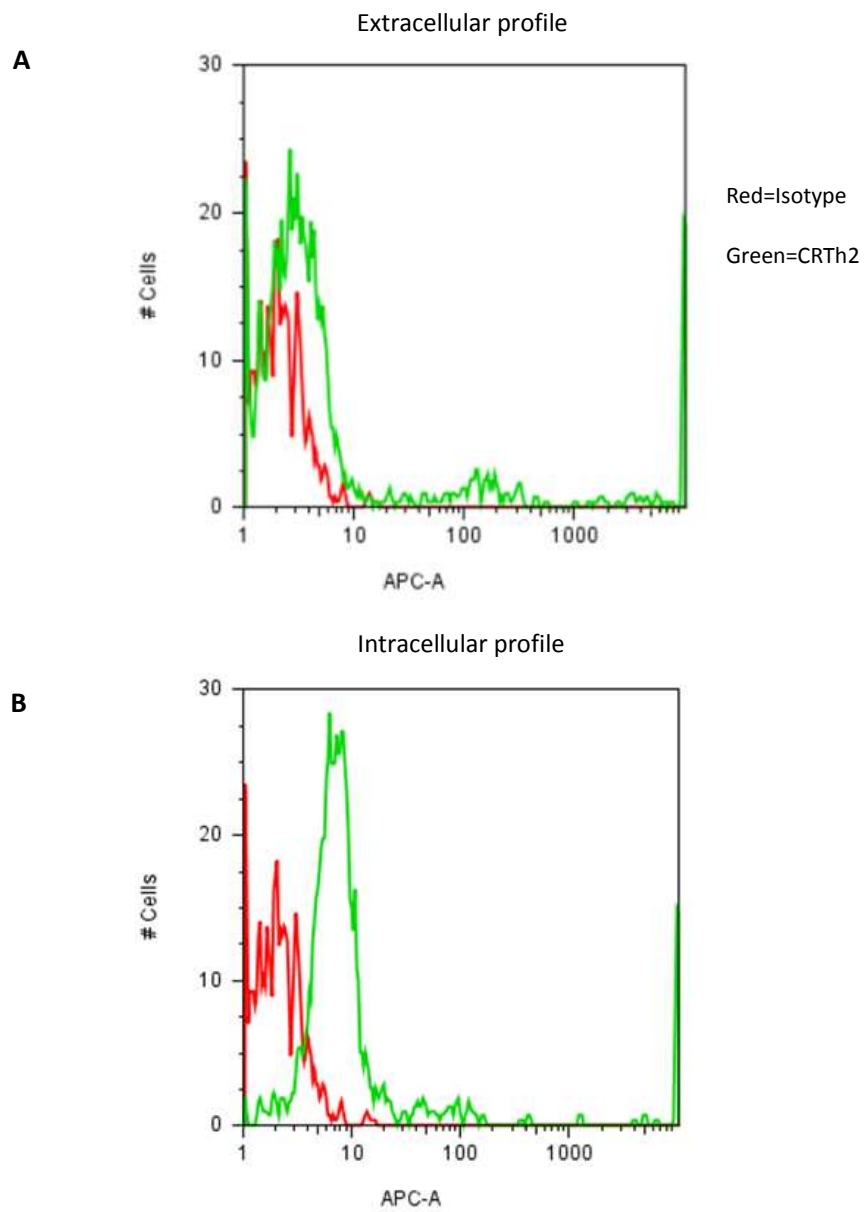 Extracellular profile
A
30
20
10
0
# Cells
1 10 100 1000
APC-A
Red=Isotype
Green=CRTh2
Intracellular profile
B
30
20
10
0
# Cells
1 10 100 1000
APC-A